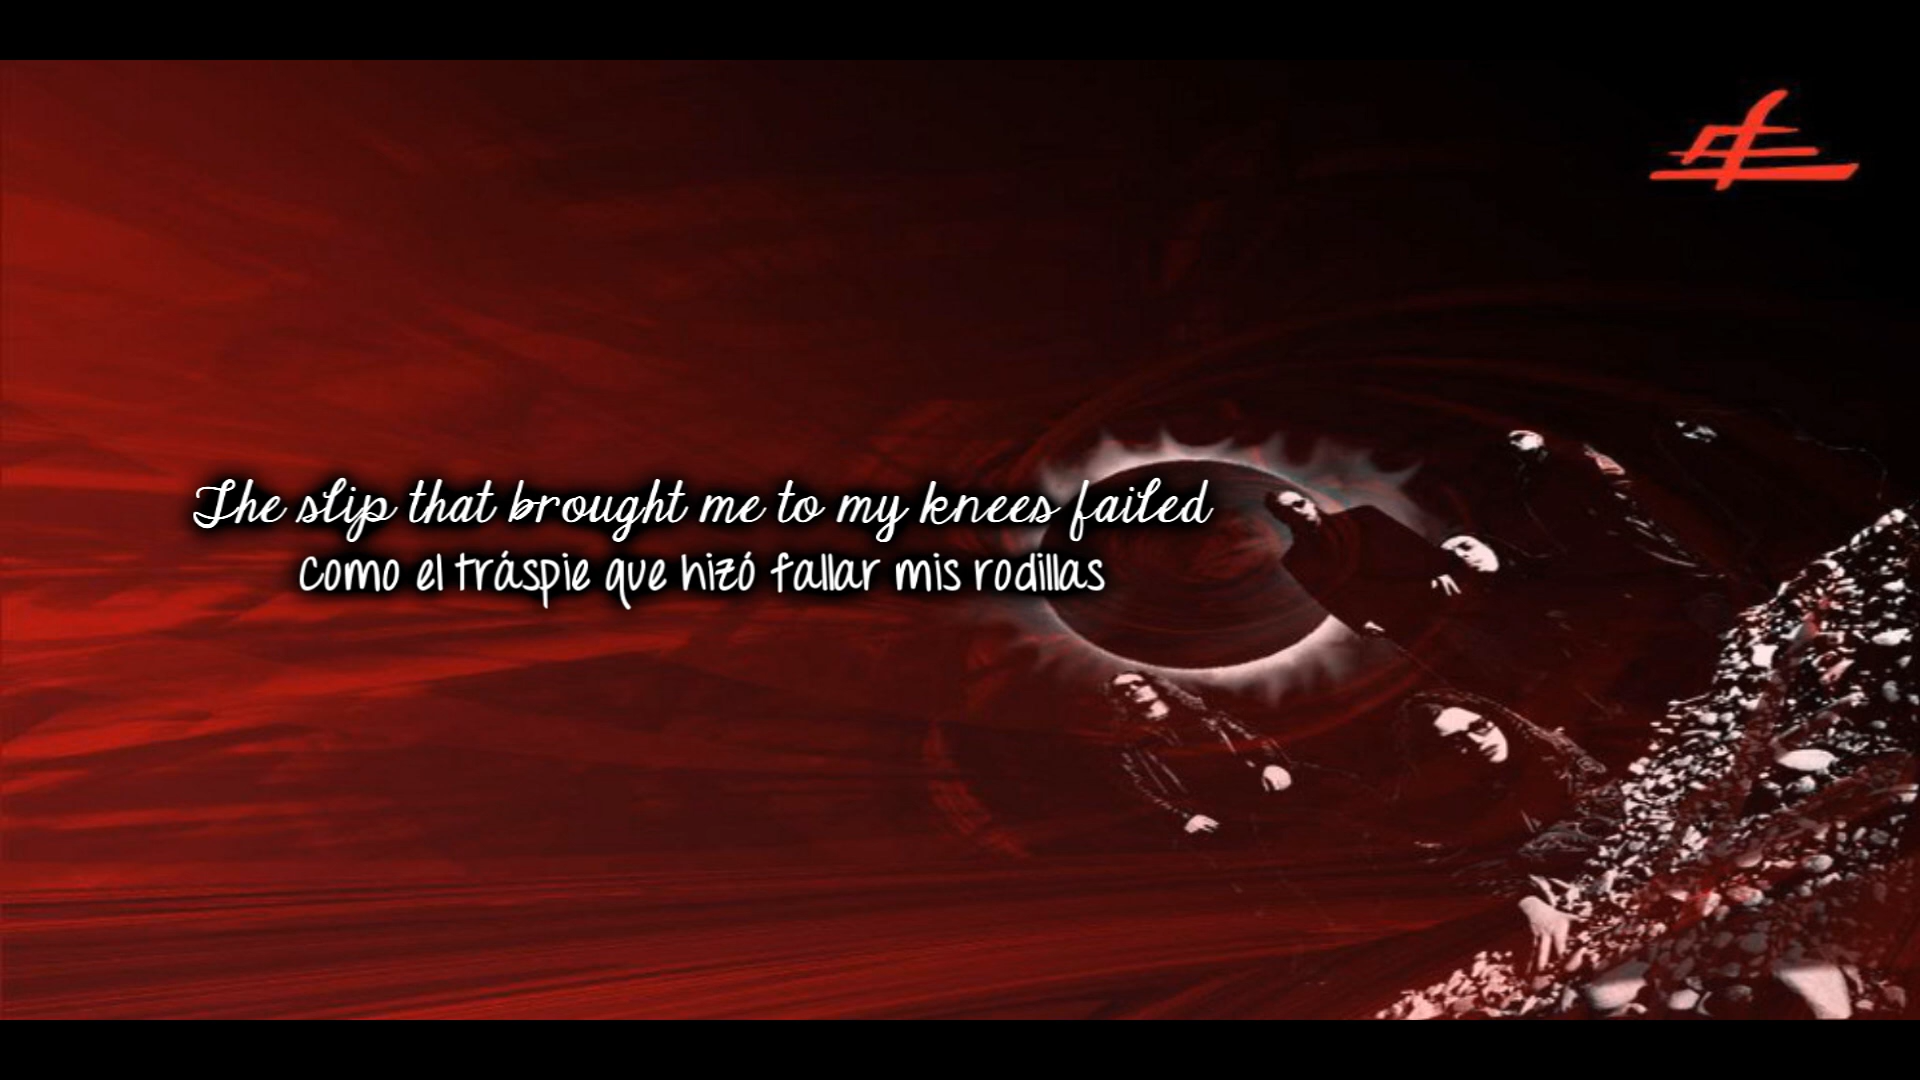 The slip that brought me to my knees failed
Como el tráspie que hizó fallar mis rodillas